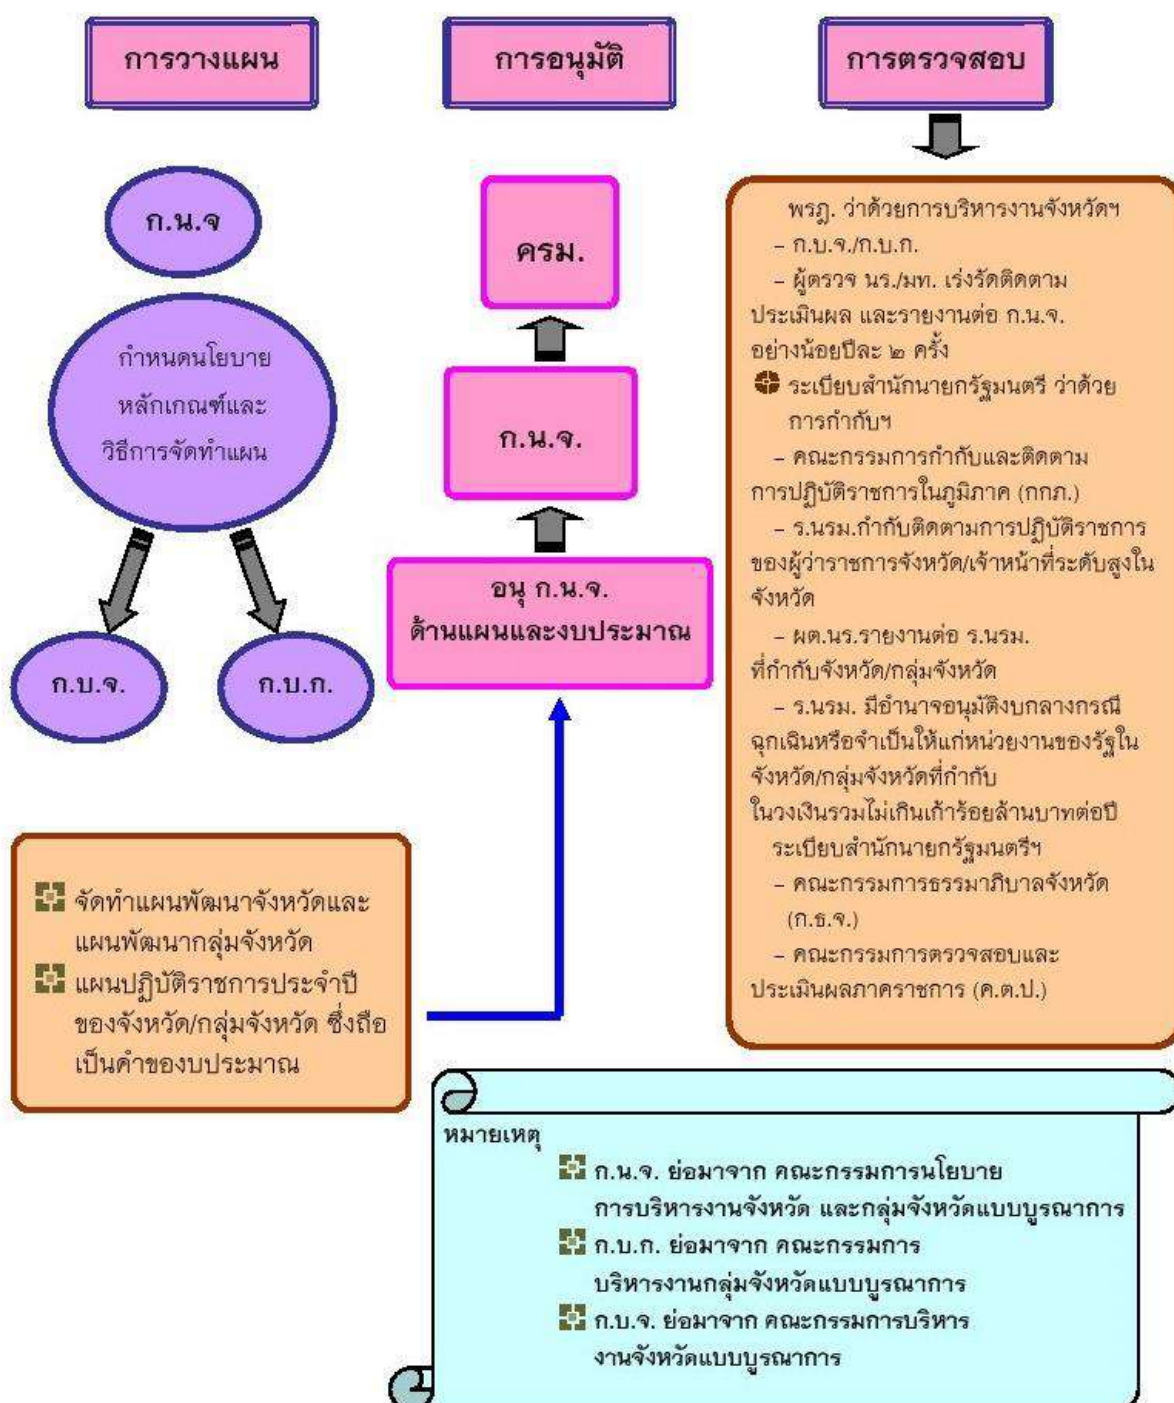 การวางแผน
การอนุมัติ
การตรวจสอบ
ก.น.จ
กำหนดนโยบาย
หลักเกณฑ์และ
วิธีการจัดทำแผน
ก.บ.จ.
ก.บ.ก.
จัดทำแผนพัฒนาจังหวัดและ
แผนพัฒนากลุ่มจังหวัด
แผนปฏิบัติราชการประจำปี
ของจังหวัด/กลุ่มจังหวัด ซึ่งถือ
เป็นคำของบประมาณ
ครม.
ก.น.จ.
อนุ ก.น.จ.
ด้านแผนและงบประมาณ
พรฎ. ว่าด้วยการบริหารงานจังหวัดฯ
– ก.บ.จ./ก.บ.ก.
– ผู้ตรวจ นร./มท. เร่งรัดติดตาม
ประเมินผล และรายงานต่อ ก.น.จ.
อย่างน้อยปีละ ๒ ครั้ง
ระเบียบสำนักนายกรัฐมนตรี ว่าด้วย
การกำกับฯ
– คณะกรรมการกำกับและติดตาม
การปฏิบัติราชการในภูมิภาค (กกภ.)
– ร.นรม.กำกับติดตามการปฏิบัติราชการ
ของผู้ว่าราชการจังหวัด/เจ้าหน้าที่ระดับสูงใน
จังหวัด
– ผต.นร.รายงานต่อ ร.นรม.
ที่กำกับจังหวัด/กลุ่มจังหวัด
– ร.นรม. มีอำนาจอนุมัติงบกลางกรณี
ฉุกเฉินหรือจำเป็นให้แก่หน่วยงานของรัฐใน
จังหวัด/กลุ่มจังหวัดที่กำกับ
ในวงเงินรวมไม่เกินเก้าร้อยล้านบาทต่อปี
ระเบียบสำนักนายกรัฐมนตรีฯ
– คณะกรรมการธรรมาภิบาลจังหวัด
(ก.ธ.จ.)
– คณะกรรมการตรวจสอบและ
ประเมินผลภาคราชการ (ค.ต.ป.)
หมายเหตุ
ก.น.จ. ย่อมาจาก คณะกรรมการนโยบาย
การบริหารงานจังหวัด และกลุ่มจังหวัดแบบบูรณาการ
ก.บ.ก. ย่อมาจาก คณะกรรมการ
บริหารงานกลุ่มจังหวัดแบบบูรณาการ
ก.บ.จ. ย่อมาจาก คณะกรรมการบริหาร
งานจังหวัดแบบบูรณาการ